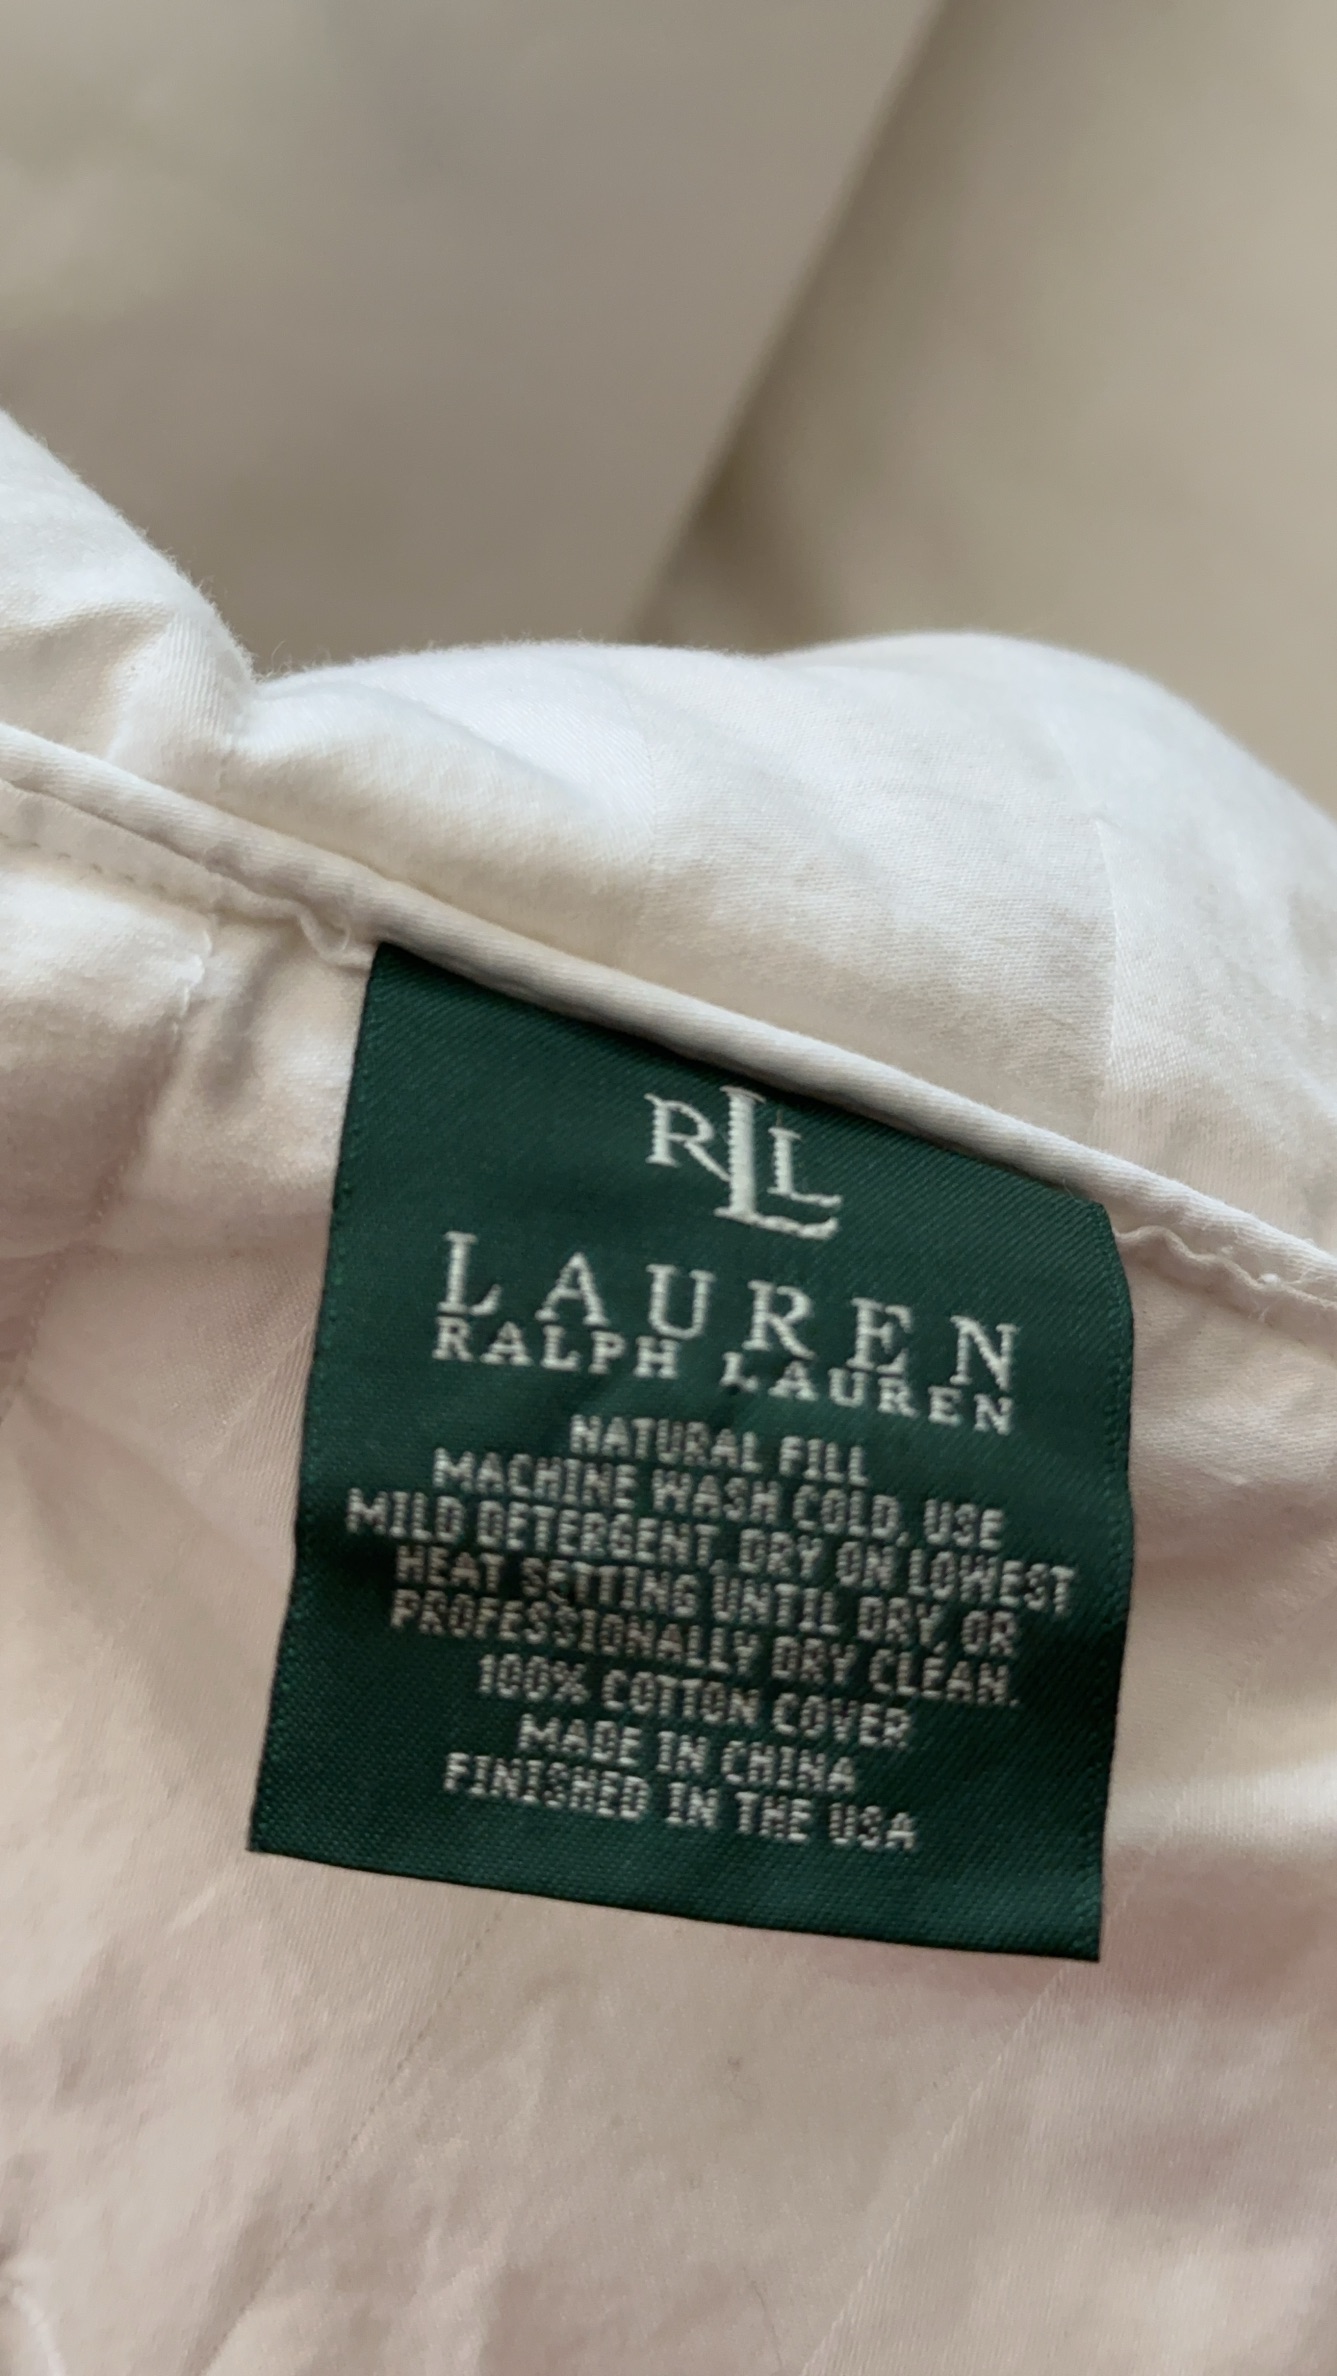 RLL
LAUREN
RALPH LAUREN
NATURAL FILL
MACHINE WASH COLD, USE
MILD DETERGENT, DRY ON LOWEST
HEAT SETTING UNTIL DRY, OR
PROFESSIONALLY DRY CLEAN.
100% COTTON COVER
MADE IN CHINA
FINISHED IN THE USA